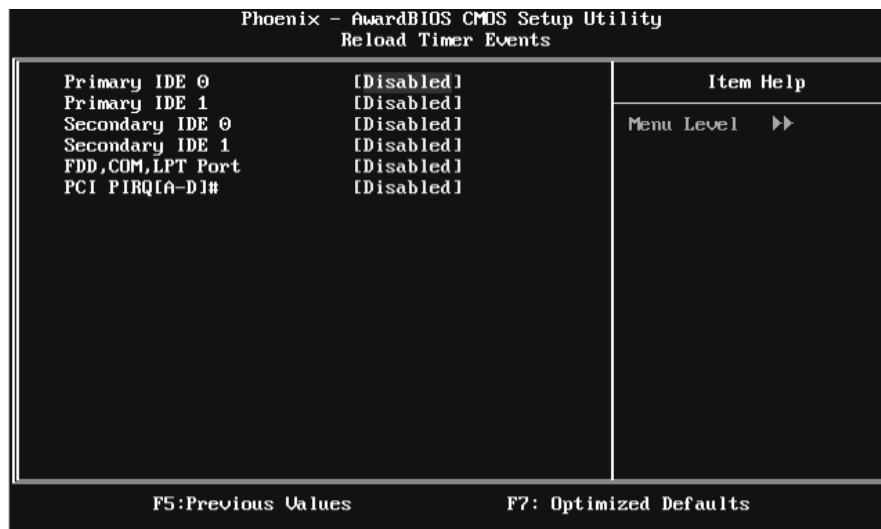 Phoenix - AwardBIOS CMOS Setup Utility
Reload Timer Events
Primary IDE 0 [Disabled]
Primary IDE 1 [Disabled]
Secondary IDE 0 [Disabled]
Secondary IDE 1 [Disabled]
FDD,COM,LPT Port [Disabled]
PCI PIRQ[A-D]# [Disabled]
Item Help
Menu Level ▶▶
F5:Previous Values F7: Optimized Defaults